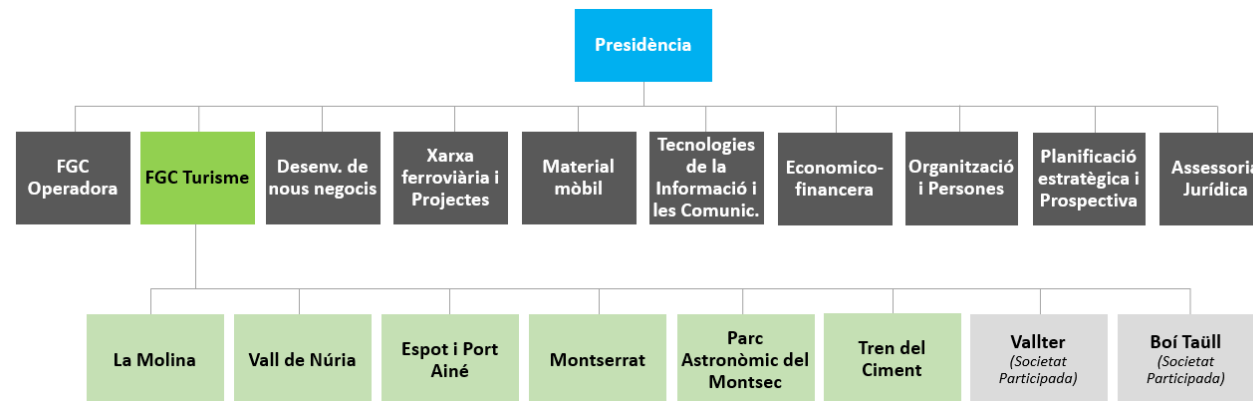 Presidència
FGC
Operadora
FGC Turisme
Desenv. de
nous negocis
Xarxa
ferroviària i
Projectes
Material
mòbil
Tecnologies
de la
Informació i
les Comunic.
Economico-
financera
Organització
i Persones
Planificació
estratègica i
Prospectiva
Assessoria
Jurídica
La Molina
Vall de Núria
Espot i Port
Ainé
Montserrat
Parc
Astronòmic del
Montsec
Tren del
Ciment
Vallter
(Societat
Participada)
Boí Taüll
(Societat
Participada)